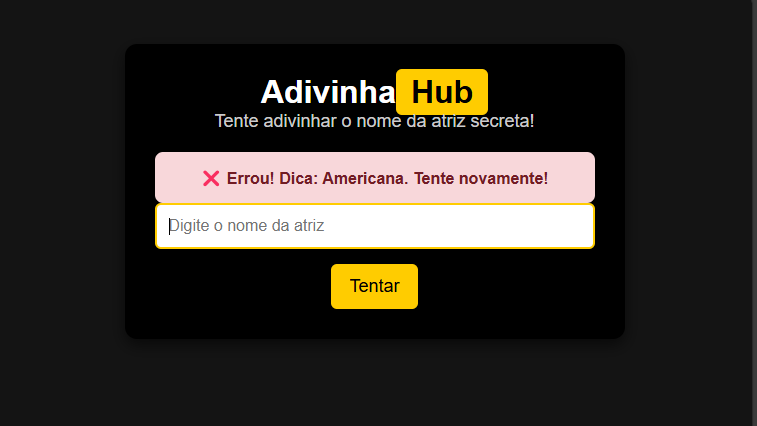 Adivinha Hub
Tente adivinhar o nome da atriz secreta!
❌ Errou! Dica: Americana. Tente novamente!
Digite o nome da atriz
Tentar